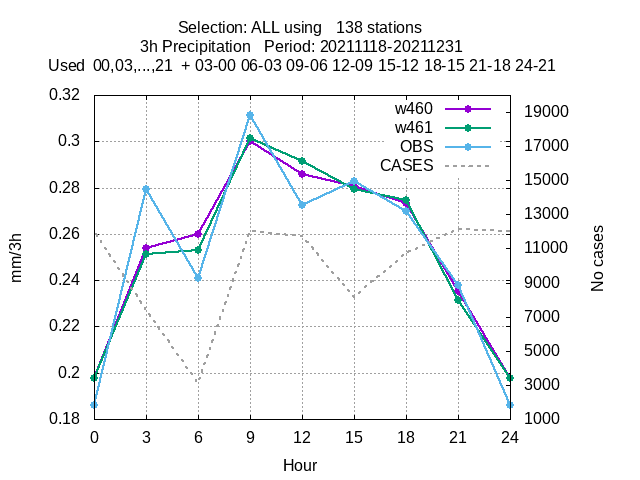 Selection: ALL using   138 stations
3h Precipitation   Period: 20211118-20211231
Used  00,03,...,21  + 03-00 06-03 09-06 12-09 15-12 18-15 21-18 24-21
w460
w461
OBS
CASES
0.32
0.3
0.28
0.26
0.24
0.22
0.2
0.18
mm/3h
19000
17000
15000
13000
11000
9000
7000
5000
3000
1000
No cases
0 3 6 9 12 15 18 21 24
Hour